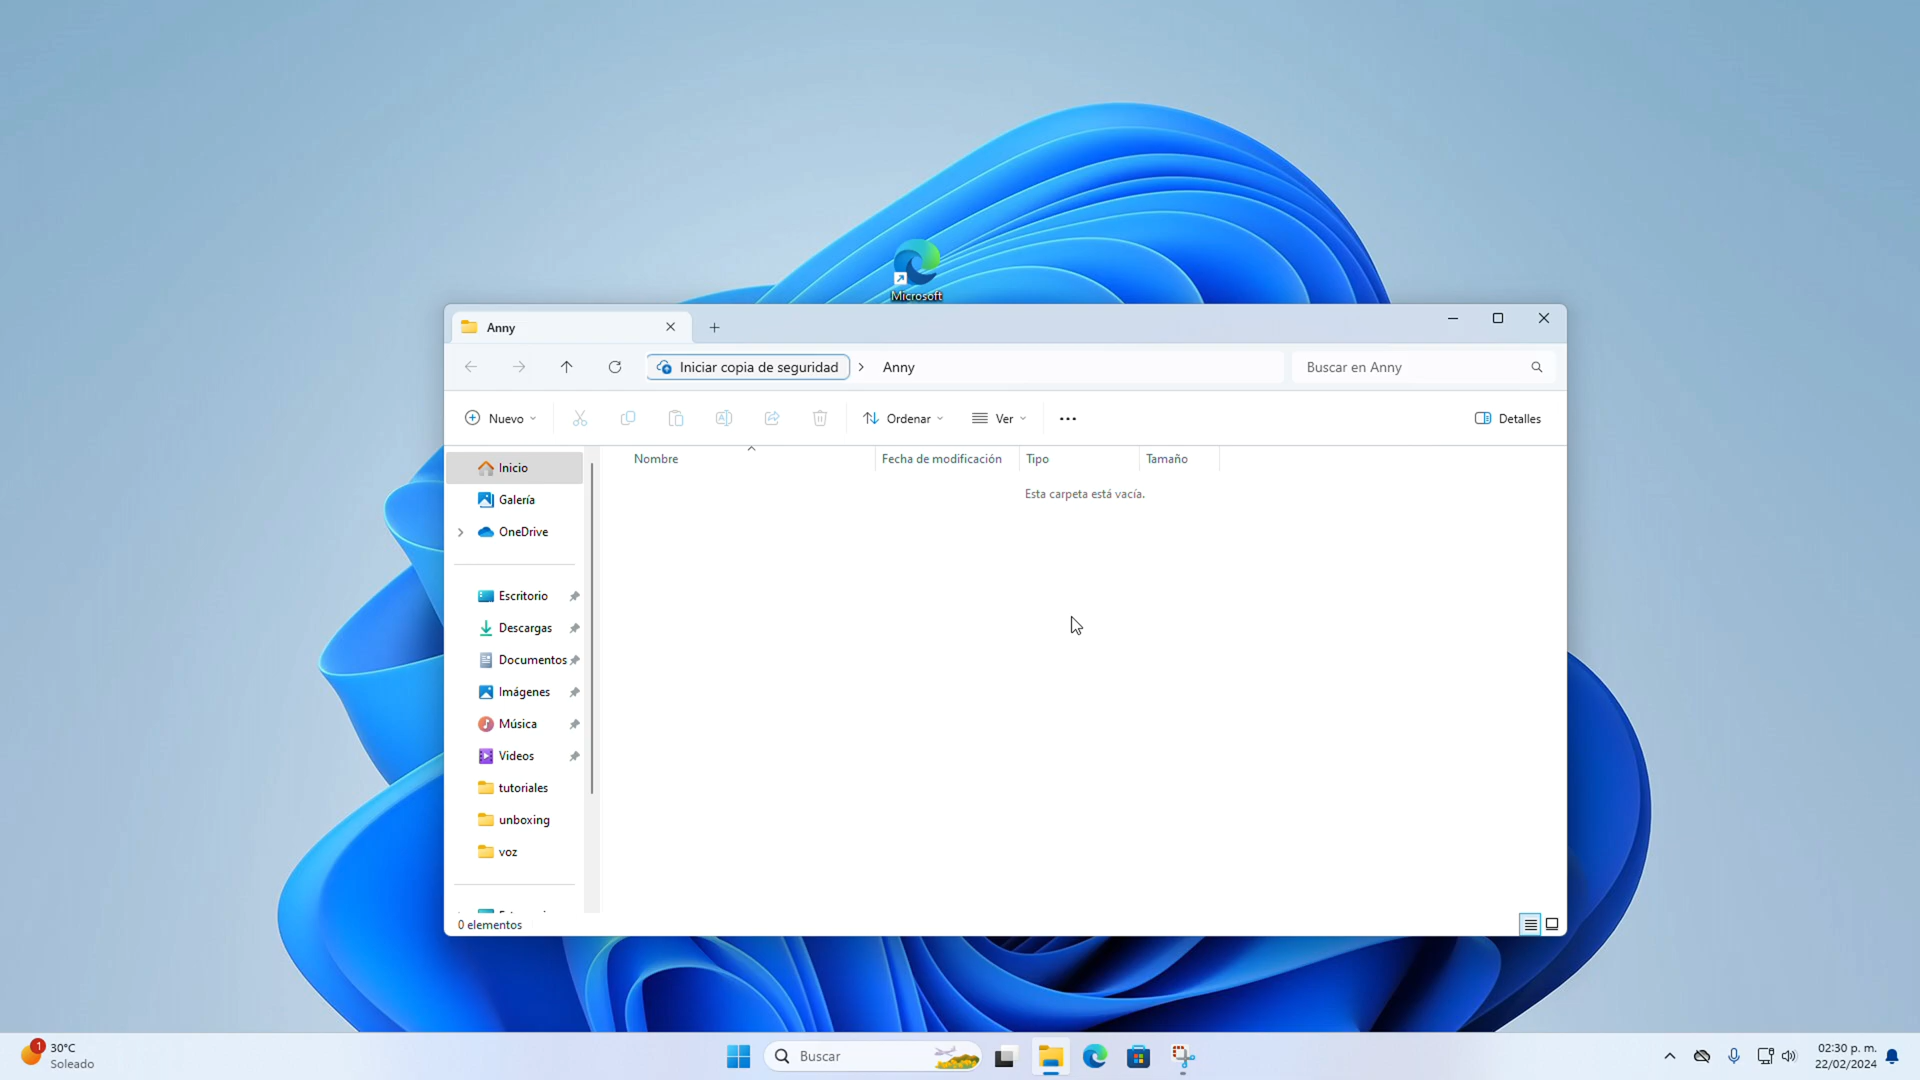 Microsoft
Anny
Iniciar copia de seguridad
Anny
Buscar en Anny
Nuevo
Ordenar
Ver
Detalles
Nombre
Fecha de modificación
Tipo
Tamaño
Esta carpeta está vacía.
Inicio
Galería
OneDrive
Escritorio
Descargas
Documentos
Imágenes
Música
Videos
tutoriales
unboxing
voz
0 elementos
1
30°C
Soleado
Buscar
02:30 p. m.
22/02/2024